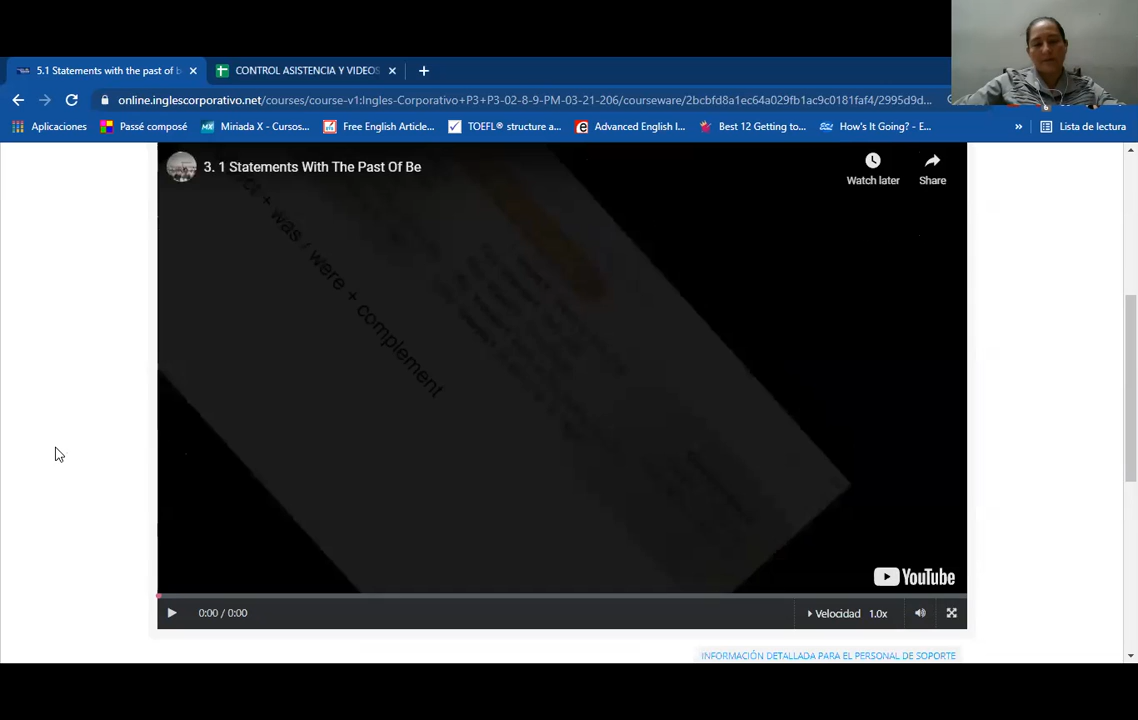 5.1 Statements with the past of b
CONTROL ASISTENCIA Y VIDEOS
online.inglescorporativo.net/courses/course-v1:Ingles-Corporativo+P3+P3-02-8-9-PM-03-21-206/courseware/2bcbfd8a1ec64a029fb1ac9c0181faf4/2995d9d...
Aplicaciones
Passé composé
Miriada X - Cursos...
Free English Article...
TOEFL® structure a...
Advanced English l...
Best 12 Getting to...
How's It Going? - E...
»
Lista de lectura
3. 1 Statements With The Past Of Be
Watch later
Share
ct + was / were + complement
YouTube
0:00 / 0:00
Velocidad 1.0x
INFORMACIÓN DETALLADA PARA EL PERSONAL DE SOPORTE